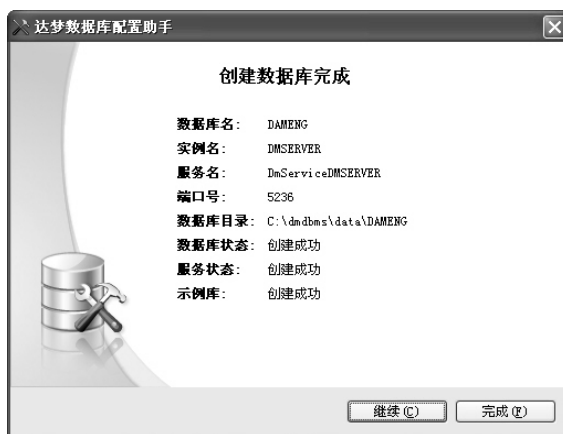 达梦数据库配置助手
创建数据库完成
数据库名： DAMENG
实例名： DMSERVER
服务名： DmServiceDMSERVER
端口号： 5236
数据库目录： C:\dmdbms\data\DAMENG
数据库状态： 创建成功
服务状态： 创建成功
示例库： 创建成功
继续(C) 完成(F)